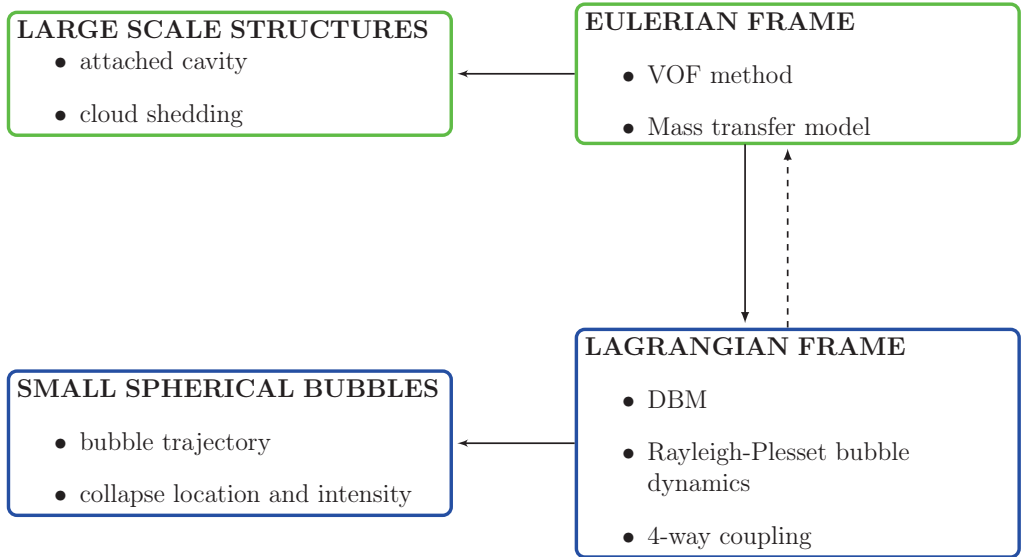 LARGE SCALE STRUCTURES
• attached cavity
• cloud shedding
EULERIAN FRAME
• VOF method
• Mass transfer model
SMALL SPHERICAL BUBBLES
• bubble trajectory
• collapse location and intensity
LAGRANGIAN FRAME
• DBM
• Rayleigh-Plesset bubble
dynamics
• 4-way coupling